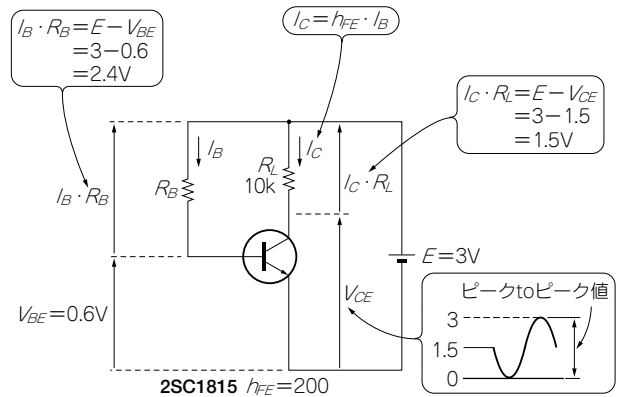 I_B・R_B=E−V_BE
=3−0.6
=2.4V
I_C=h_FE・I_B
I_C・R_L=E−V_CE
=3−1.5
=1.5V
I_B
I_C
R_L
10k
R_B
I_B・R_B
I_C・R_L
E=3V
V_BE=0.6V
V_CE
ピークtoピーク値
3
1.5
0
2SC1815 h_FE=200